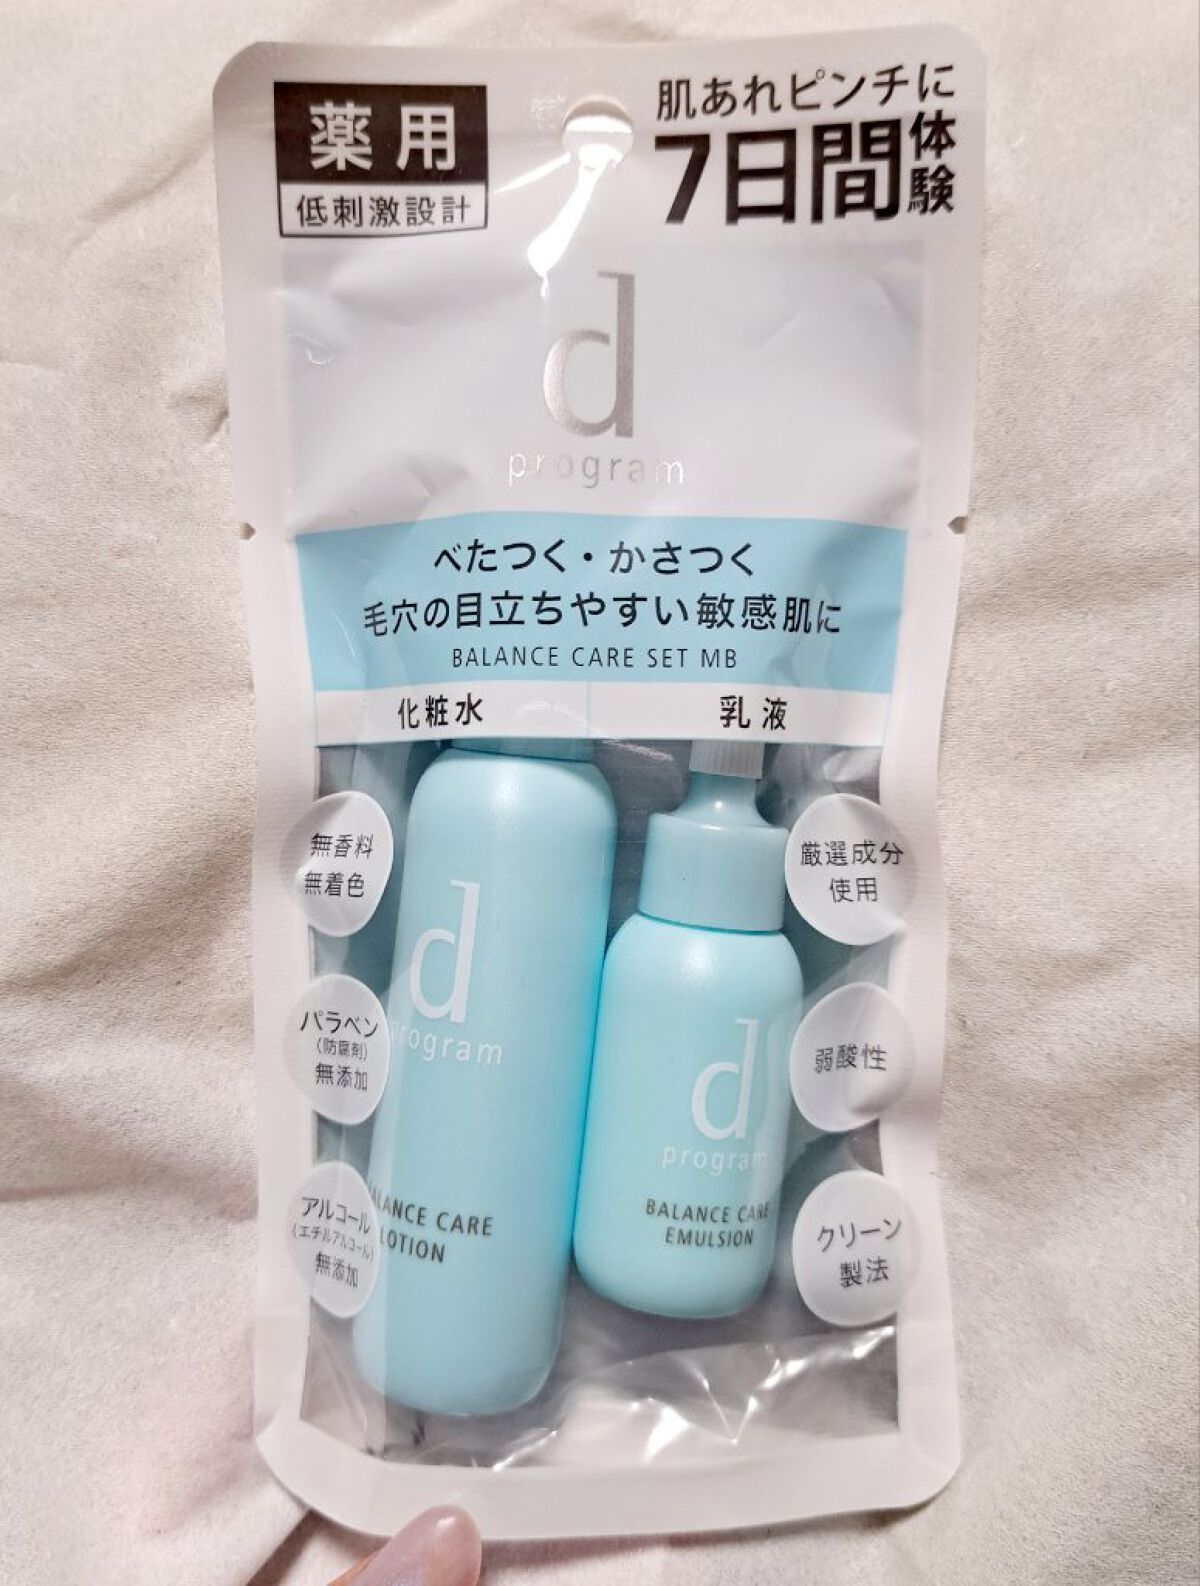 薬用
低刺激設計
肌あれピンチに
7日間体験
d
program
べたつく・かさつく
毛穴の目立ちやすい敏感肌に
BALANCE CARE SET MB
化粧水
乳液
無香料
無着色
パラベン
(防腐剤)
無添加
アルコール
(エチルアルコール)
無添加
厳選成分
使用
弱酸性
クリーン
製法
d
program
BALANCE CARE
LOTION
d
program
BALANCE CARE
EMULSION